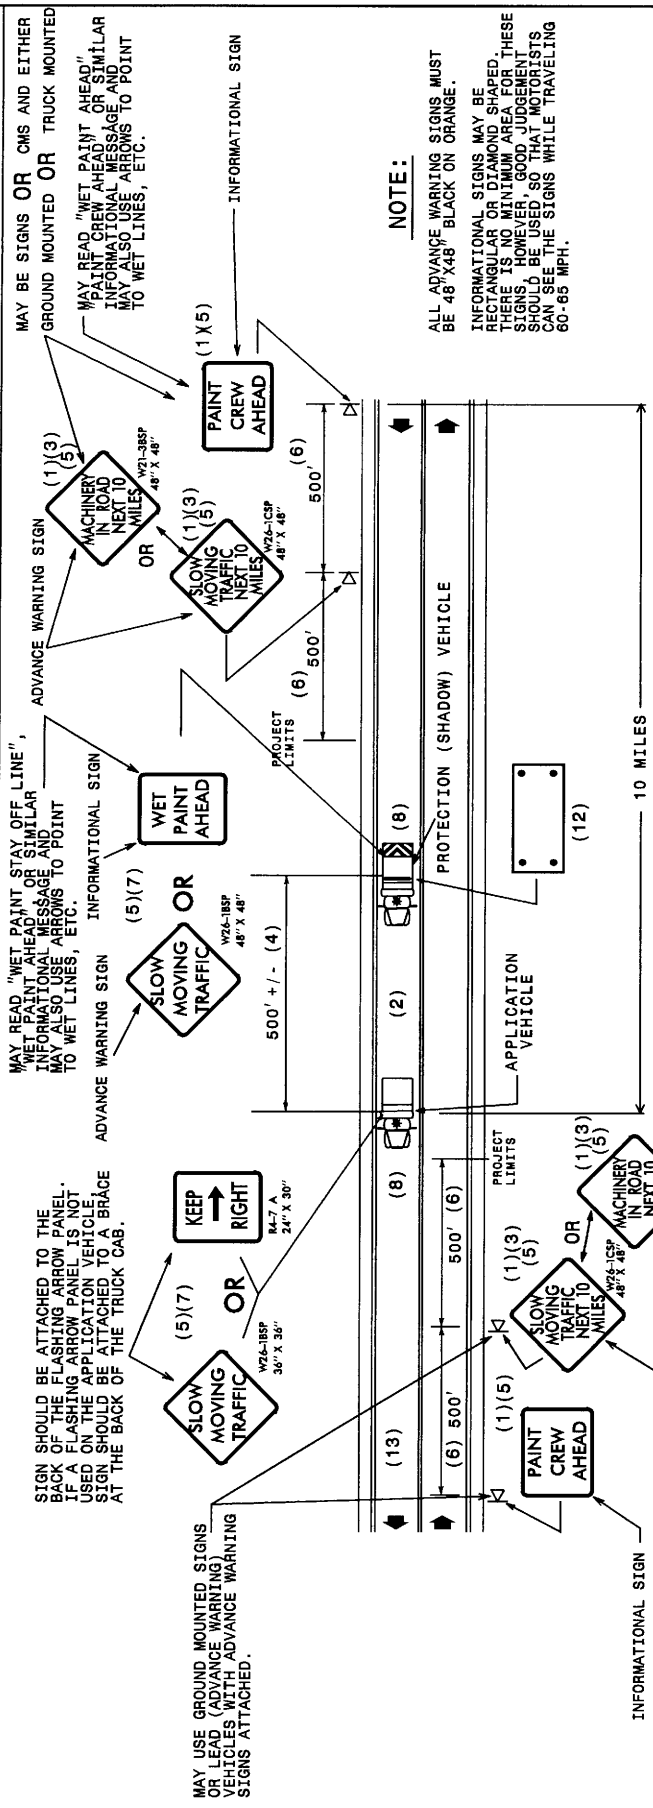 SIGN SHOULD BE ATTACHED TO THE
BACK OF THE FLASHING ARROW PANEL.
IF A FLASHING ARROW PANEL IS NOT
USED ON THE APPLICATION VEHICLE,
SIGN SHOULD BE ATTACHED TO A BRACE
AT THE BACK OF THE TRUCK CAB.
MAY READ "WET PAINT STAY OFF LINE",
"WET PAINT AHEAD" OR SIMILAR
INFORMATIONAL MESSAGE AND
MAY ALSO USE ARROWS TO POINT
TO WET LINES, ETC.
MAY BE SIGNS OR CMS AND EITHER
GROUND MOUNTED OR TRUCK MOUNTED
MAY READ "WET PAINT AHEAD"
"PAINT CREW AHEAD" OR SIMILAR
INFORMATIONAL MESSAGE AND
MAY ALSO USE ARROWS TO POINT
TO WET LINES, ETC.
ADVANCE WARNING SIGN
INFORMATIONAL SIGN
ADVANCE WARNING SIGN
INFORMATIONAL SIGN
(5)(7)
SLOW
MOVING
TRAFFIC
W26-1BSP
36" X 36"
OR
KEEP
RIGHT
R4-7 A
24" X 30"
(5)(7)
SLOW
MOVING
TRAFFIC
W26-1BSP
48" X 48"
OR
WET
PAINT
AHEAD
(1)(3)
(5)
MACHINERY
IN ROAD
NEXT 10
MILES
W21-3BSP
48" X 48"
OR
(1)(3)
(5)
SLOW
MOVING
TRAFFIC
NEXT 10
MILES
W26-1CSP
48" X 48"
(1)(5)
PAINT
CREW
AHEAD
MAY USE GROUND MOUNTED SIGNS
OR LEAD (ADVANCE WARNING)
VEHICLES WITH ADVANCE WARNING
SIGNS ATTACHED.
500' +/- (4)
PROJECT
LIMITS
(6) 500'
500' (6)
(13)
(8)
(2)
(8)
(6) 500'
500' (6)
PROJECT
LIMITS
APPLICATION
VEHICLE
PROTECTION (SHADOW) VEHICLE
(12)
10 MILES
(1)(5)
PAINT
CREW
AHEAD
INFORMATIONAL SIGN
(1)(3)
(5)
SLOW
MOVING
TRAFFIC
NEXT 10
MILES
W26-1CSP
48" X 48"
OR
(1)(3)
(5)
MACHINERY
IN ROAD
NEXT 10
NOTE:
ALL ADVANCE WARNING SIGNS MUST
BE 48"X48" BLACK ON ORANGE.
INFORMATIONAL SIGNS MAY BE
RECTANGULAR OR DIAMOND SHAPED.
THERE IS NO MINIMUM AREA FOR THESE
SIGNS, HOWEVER, GOOD JUDGEMENT
SHOULD BE USED SO THAT MOTORISTS
CAN SEE THE SIGNS WHILE TRAVELING
60-65 MPH.